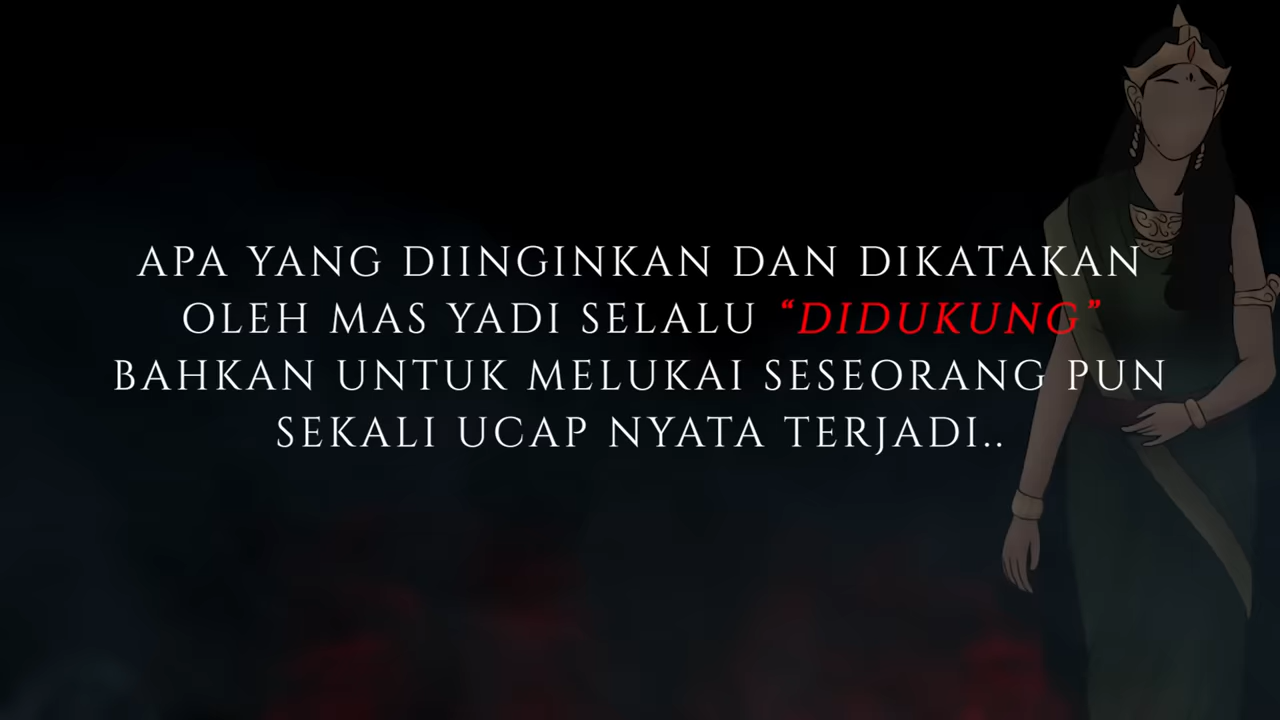 APA YANG DIINGINKAN DAN DIKATAKAN
OLEH MAS YADI SELALU “DIDUKUNG”
BAHKAN UNTUK MELUKAI SESEORANG PUN
SEKALI UCAP NYATA TERJADI..